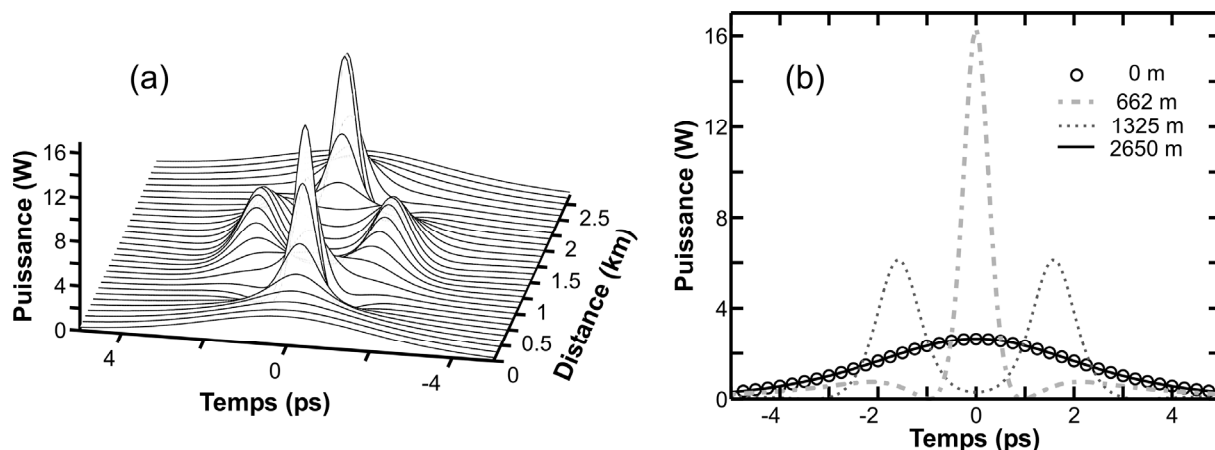 (a)
Puissance (W)
16
12
8
4
0
4
0
-4
Temps (ps)
0
0.5
1
1.5
2
2.5
Distance (km)
(b)
Puissance (W)
16
12
8
4
0
-4
-2
0
2
4
Temps (ps)
0 m
662 m
1325 m
2650 m